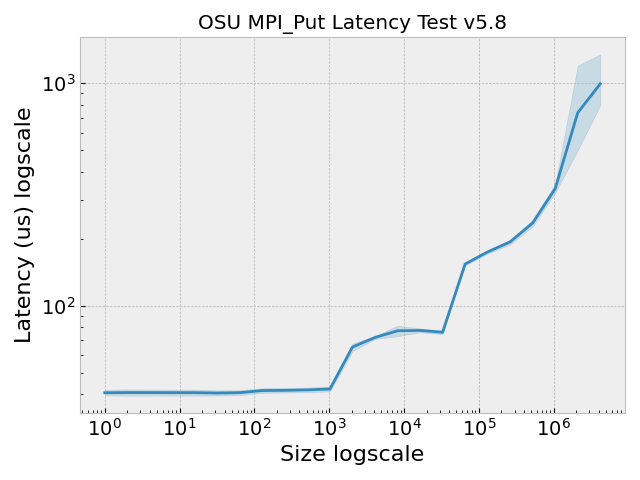 OSU MPI_Put Latency Test v5.8
Latency (us) logscale
10³
10²
10⁰ 10¹ 10² 10³ 10⁴ 10⁵ 10⁶
Size logscale